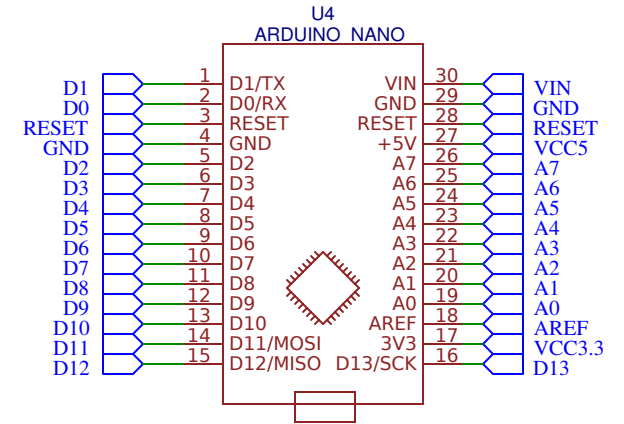 U4
ARDUINO NANO
D1 1 D1/TX VIN 30 VIN
D0 2 D0/RX GND 29 GND
RESET 3 RESET RESET 28 RESET
GND 4 GND +5V 27 VCC5
D2 5 D2 A7 26 A7
D3 6 D3 A6 25 A6
D4 7 D4 A5 24 A5
D5 8 D5 A4 23 A4
D6 9 D6 A3 22 A3
D7 10 D7 A2 21 A2
D8 11 D8 A1 20 A1
D9 12 D9 A0 19 A0
D10 13 D10 AREF 18 AREF
D11 14 D11/MOSI 3V3 17 VCC3.3
D12 15 D12/MISO D13/SCK 16 D13